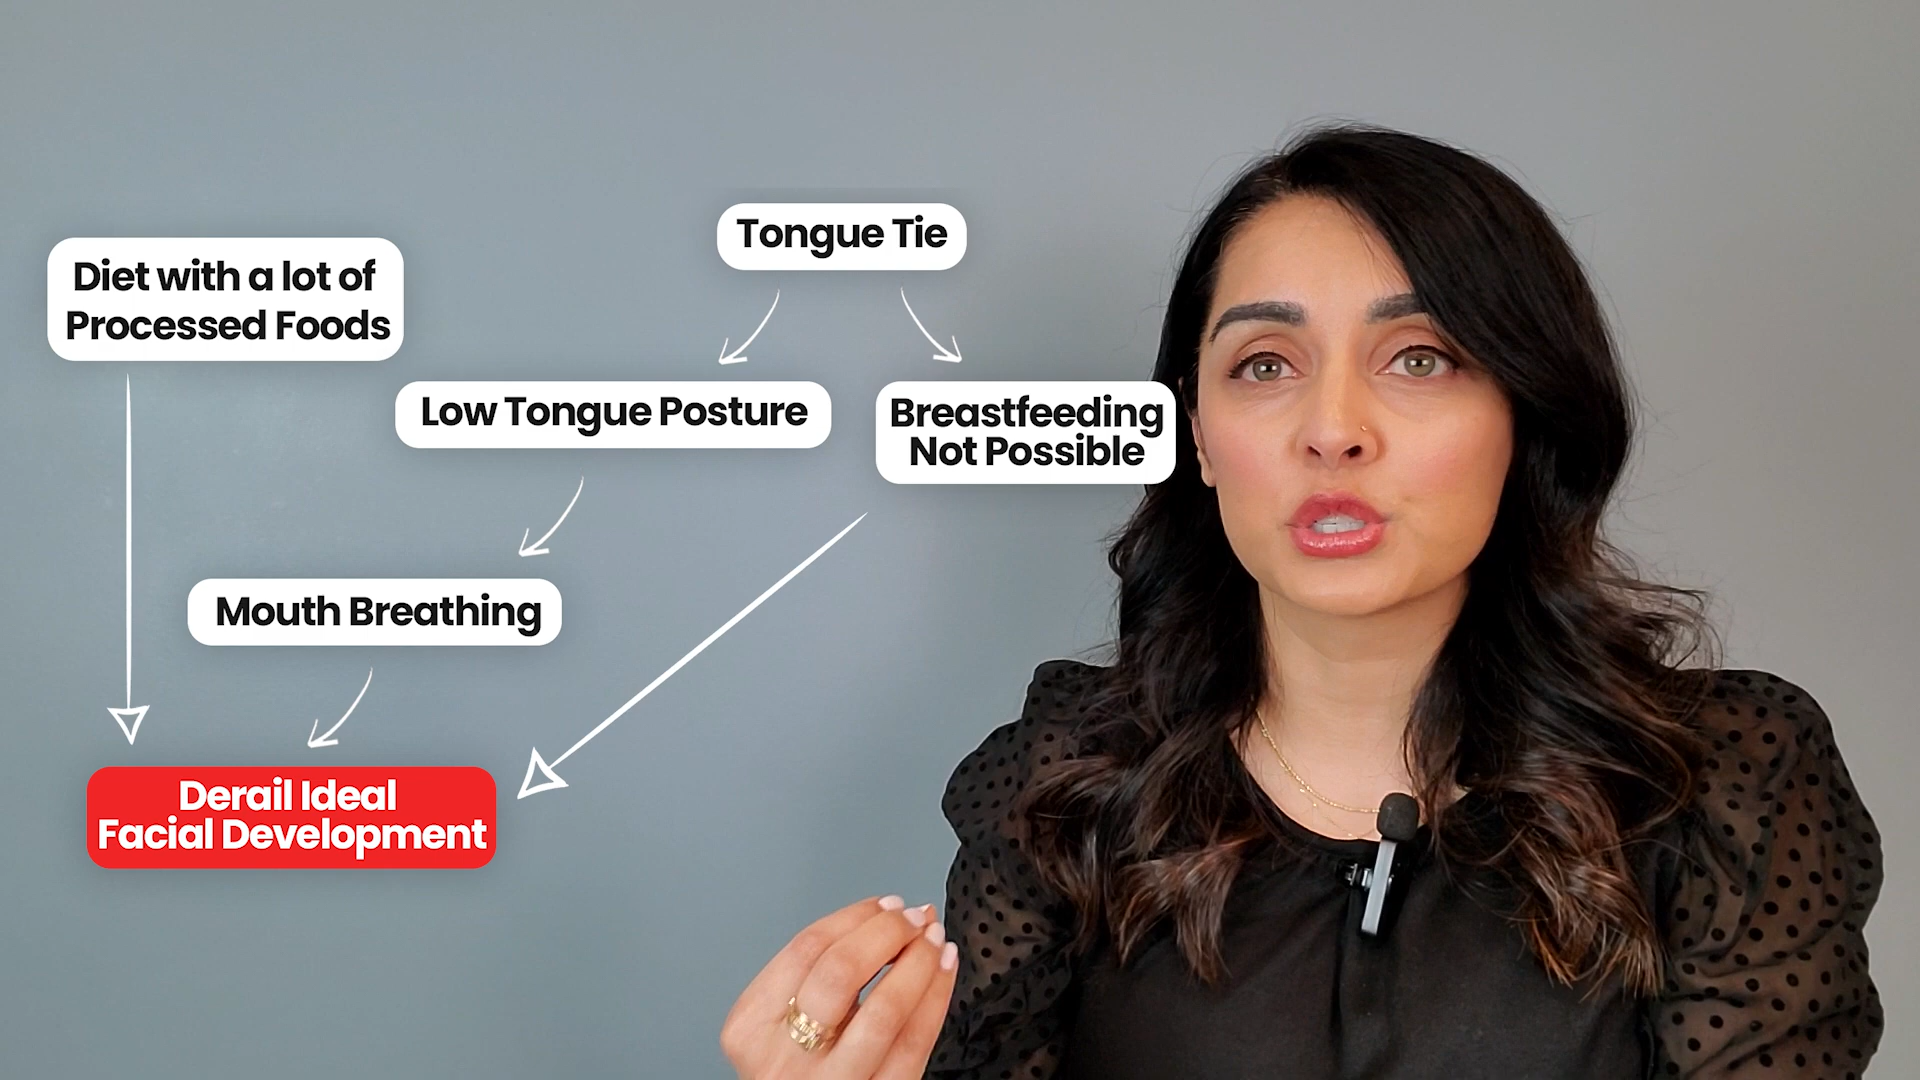 Tongue Tie
Diet with a lot of
Processed Foods
Low Tongue Posture
Breastfeeding
Not Possible
Mouth Breathing
Derail Ideal
Facial Development